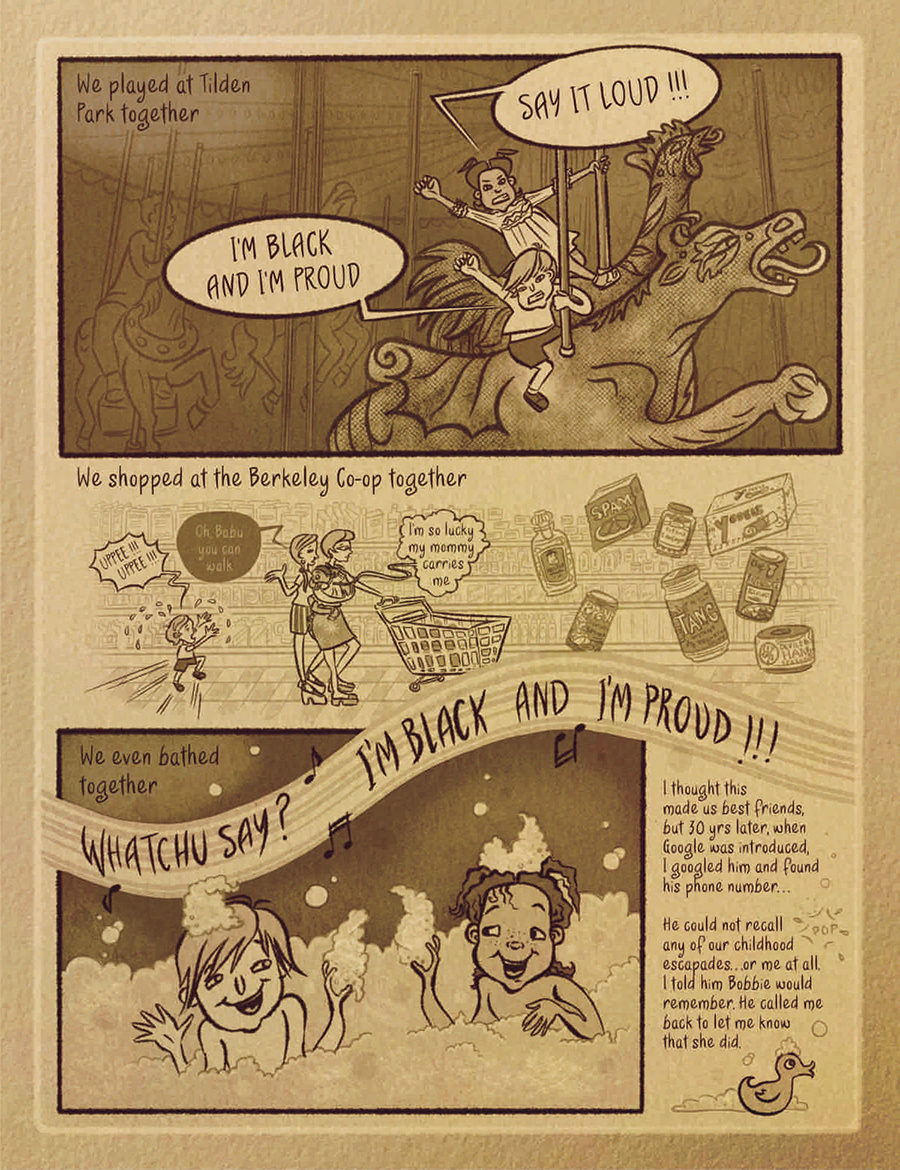 We played at Tilden
Park together
SAY IT LOUD !!!
I'M BLACK
AND I'M PROUD
We shopped at the Berkeley Co-op together
UPPEE !!!
UPPEE !!!
Oh, Babu
you can
walk
I'm so lucky
my mommy
carries
me
SPAM
TANG
We even bathed
together
WHATCHU SAY?
I'M BLACK AND I'M PROUD !!!
I thought this
made us best friends,
but 30 yrs later, when
Google was introduced,
I googled him and found
his phone number...
He could not recall
any of our childhood
escapades...or me at all.
I told him Bobbie would
remember. He called me
back to let me know
that she did.
POP